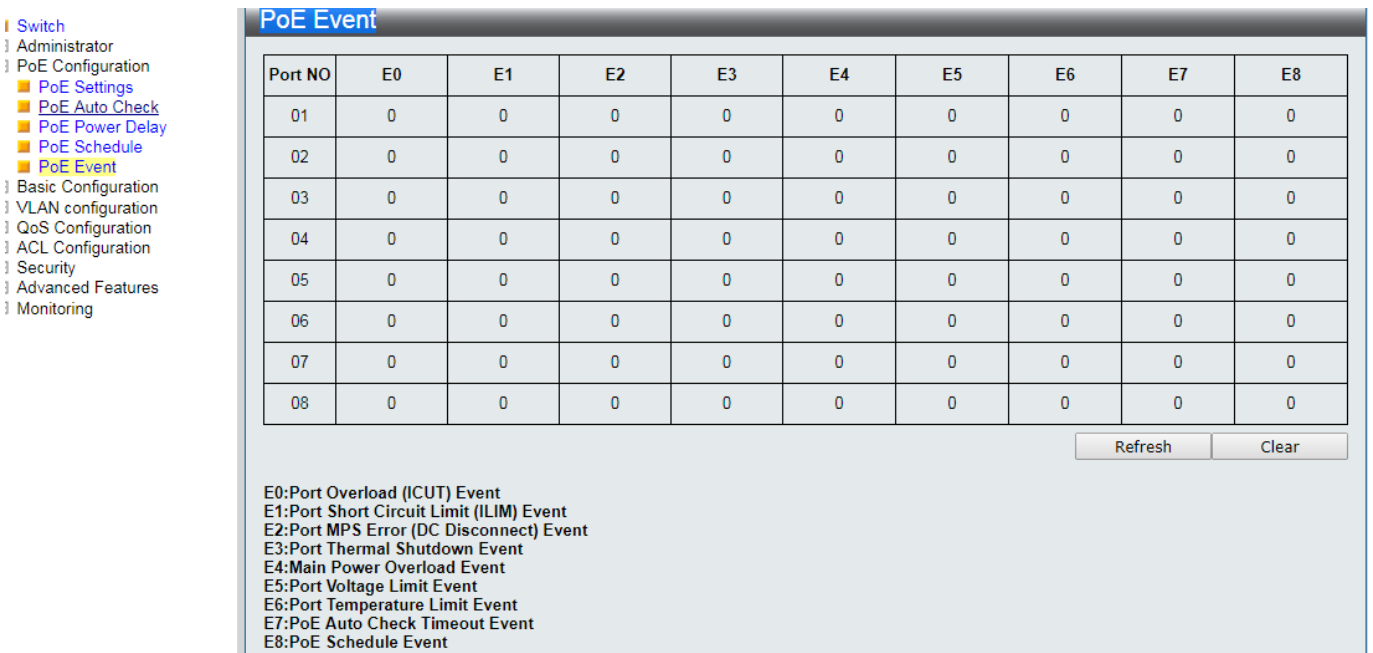 Switch
Administrator
PoE Configuration
PoE Settings
PoE Auto Check
PoE Power Delay
PoE Schedule
PoE Event
Basic Configuration
VLAN configuration
QoS Configuration
ACL Configuration
Security
Advanced Features
Monitoring
PoE Event
Port NO E0 E1 E2 E3 E4 E5 E6 E7 E8
01 0 0 0 0 0 0 0 0 0
02 0 0 0 0 0 0 0 0 0
03 0 0 0 0 0 0 0 0 0
04 0 0 0 0 0 0 0 0 0
05 0 0 0 0 0 0 0 0 0
06 0 0 0 0 0 0 0 0 0
07 0 0 0 0 0 0 0 0 0
08 0 0 0 0 0 0 0 0 0
Refresh Clear
E0:Port Overload (ICUT) Event
E1:Port Short Circuit Limit (ILIM) Event
E2:Port MPS Error (DC Disconnect) Event
E3:Port Thermal Shutdown Event
E4:Main Power Overload Event
E5:Port Voltage Limit Event
E6:Port Temperature Limit Event
E7:PoE Auto Check Timeout Event
E8:PoE Schedule Event